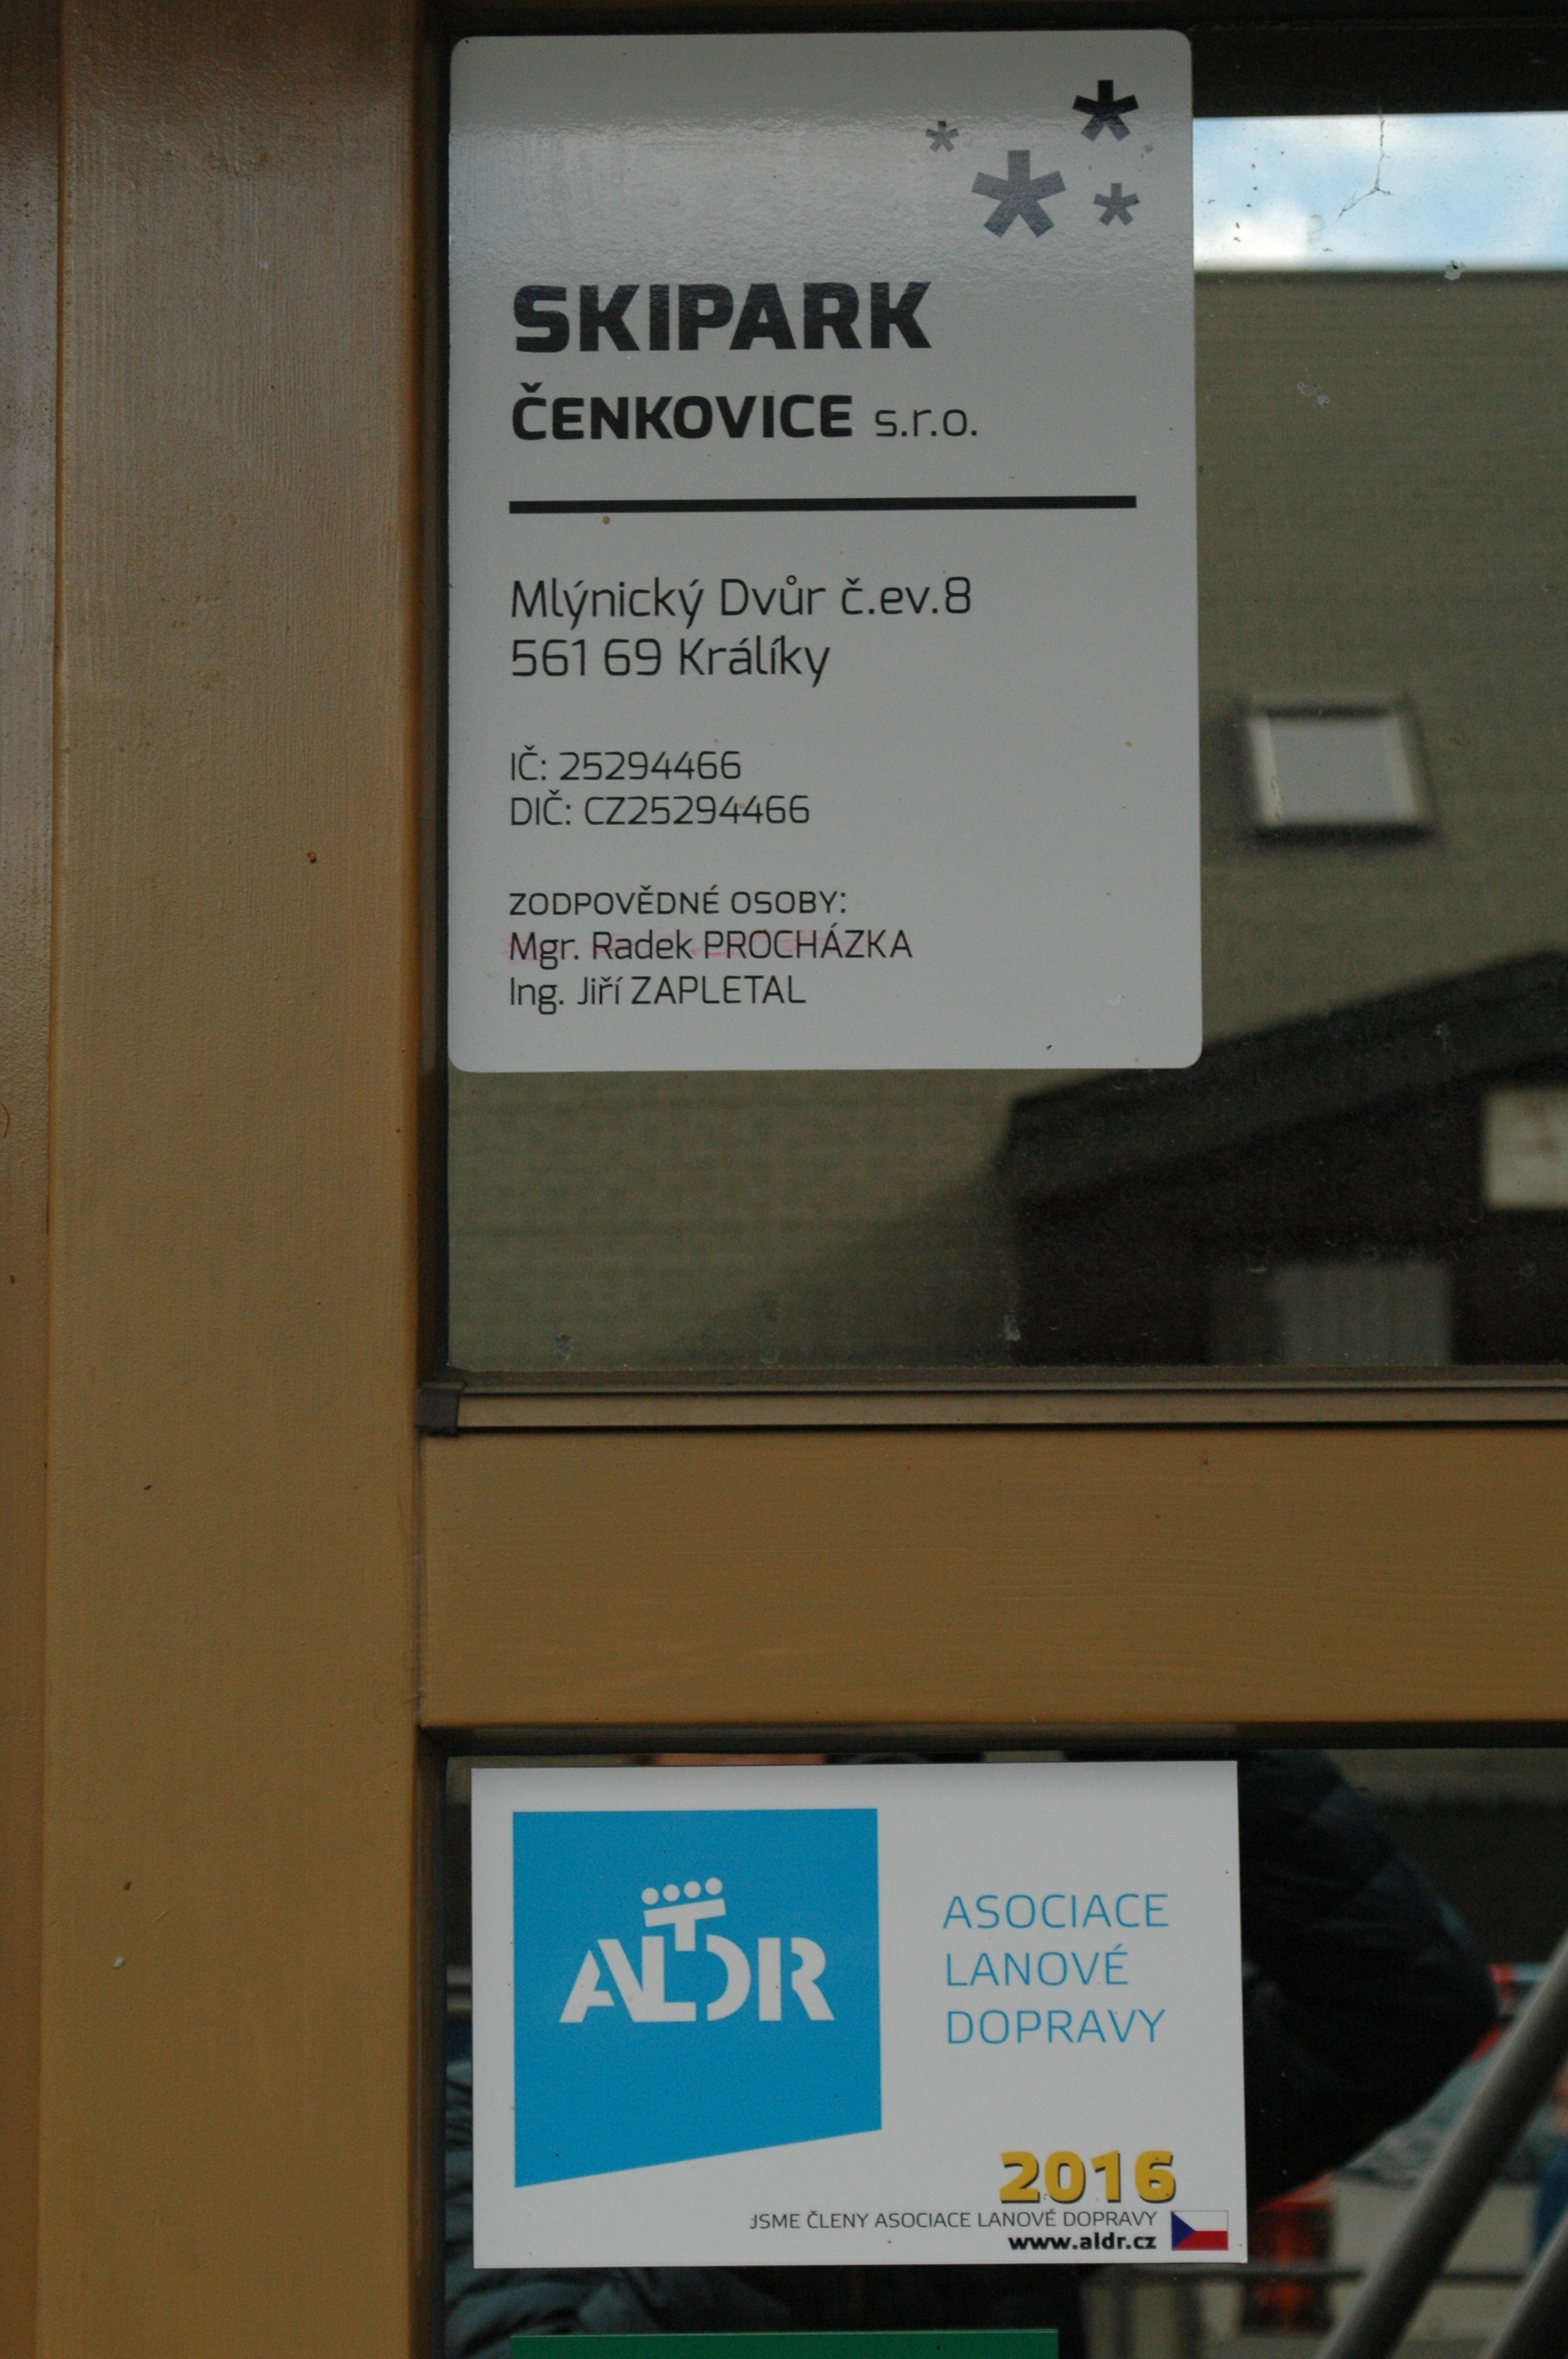 SKIPARK
ČENKOVICE s.r.o.
Mlýnický Dvůr č.ev.8
561 69 Králíky
IČ: 25294466
DIČ: CZ25294466
ZODPOVĚDNÉ OSOBY:
Mgr. Radek PROCHÁZKA
Ing. Jiří ZAPLETAL
ALDR
ASOCIACE
LANOVÉ
DOPRAVY
2016
JSME ČLENY ASOCIACE LANOVÉ DOPRAVY
www.aldr.cz